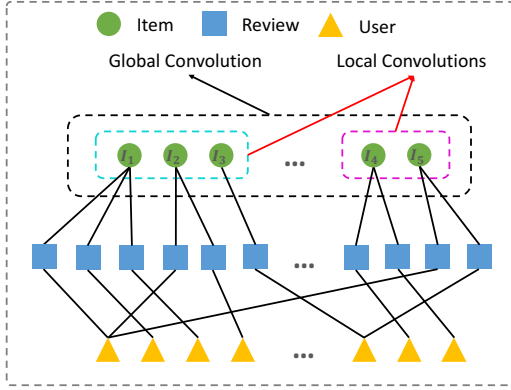 Item Review User
Global Convolution Local Convolutions
I₁ I₂ I₃ ... I₄ I₅
...
...